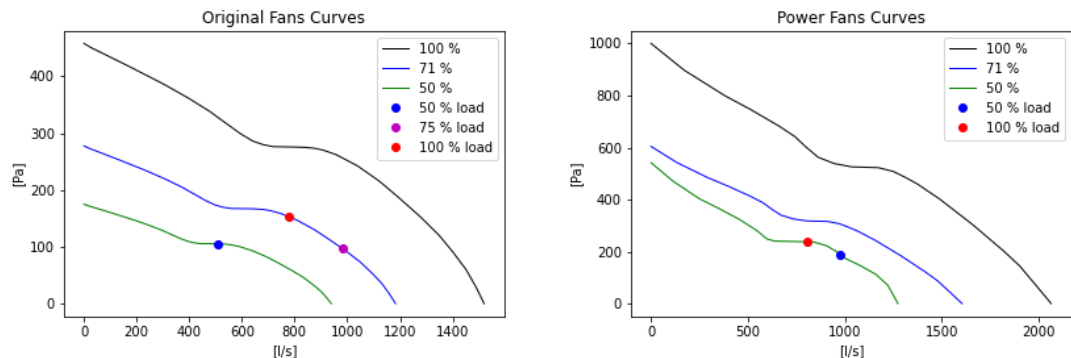 Original Fans Curves
[Pa]
400
300
200
100
0
0 200 400 600 800 1000 1200 1400
[l/s]
100 %
71 %
50 %
50 % load
75 % load
100 % load
Power Fans Curves
[Pa]
1000
800
600
400
200
0
0 500 1000 1500 2000
[l/s]
100 %
71 %
50 %
50 % load
100 % load